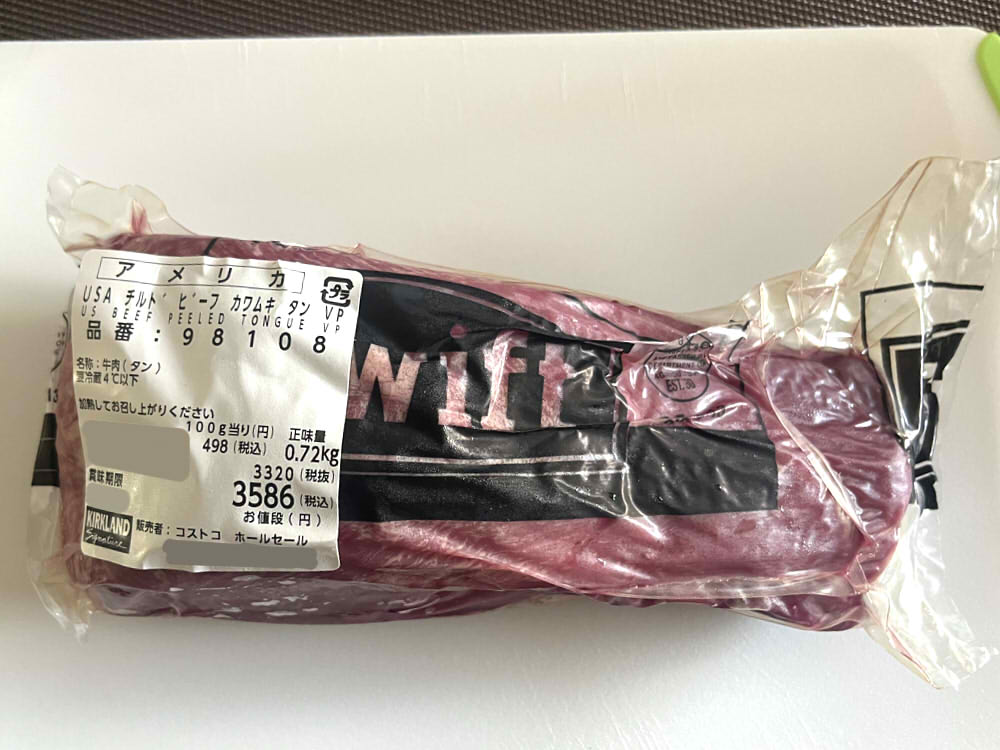 アメリカ
プラ
USA チルド ビーフ カワムキ タン VP
US BEEF PEELED TONGUE VP
品番:98108
名称:牛肉(タン)
要冷蔵4℃以下
加熱してお召し上がりください
100g当り(円) 正味量
498(税込) 0.72kg
3320(税抜)
賞味期限
3586(税込)
お値段(円)
KIRKLAND
Signature
販売者:コストコ ホールセール
wift
EST.